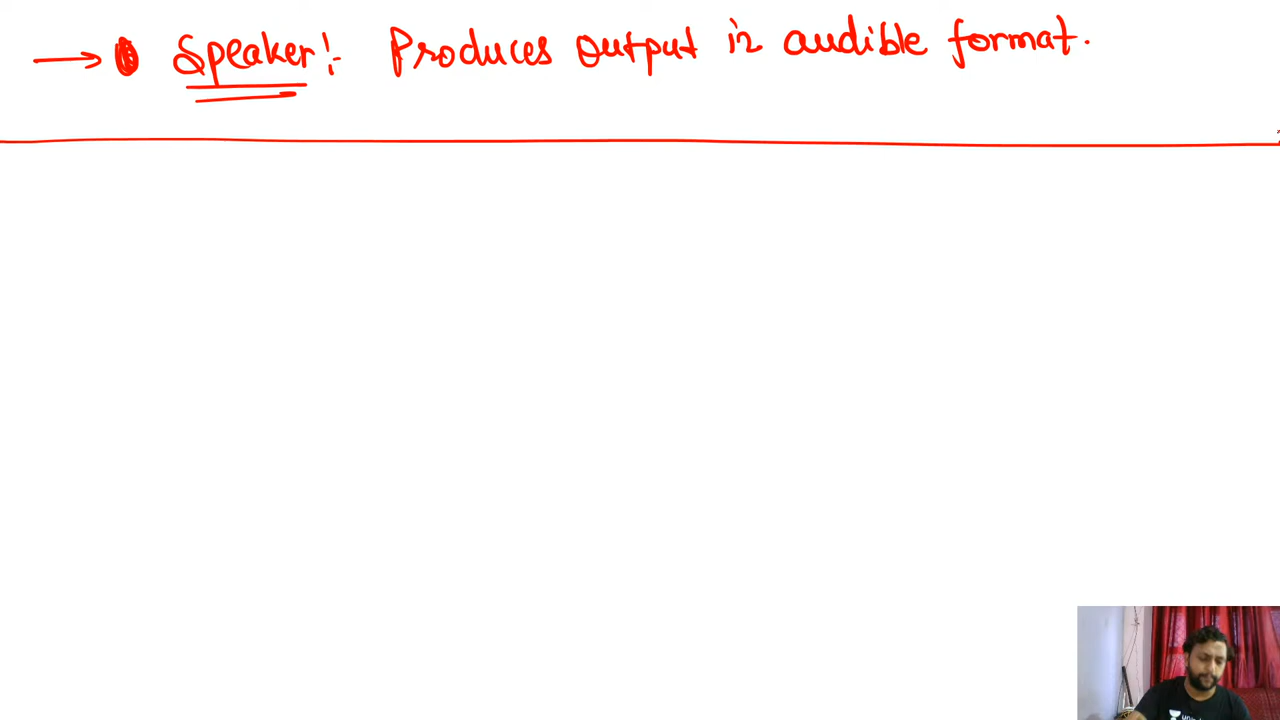 → • Speaker:- Produces output in audible format.